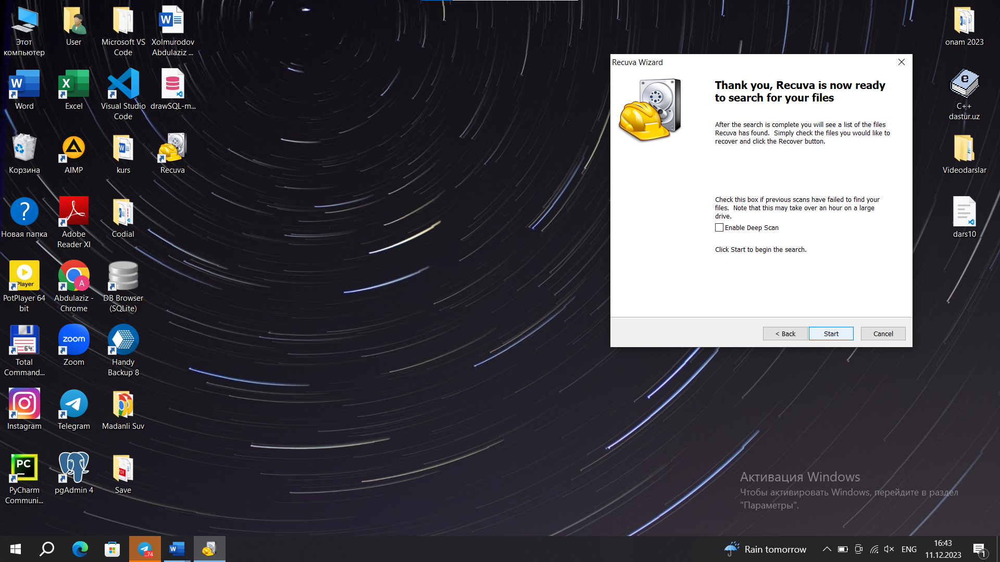 Этот
компьютер
User
Microsoft VS
Code
Xolmurodov
Abdulaziz ...
Word
Excel
Visual Studio
Code
drawSQL-m...
Корзина
AIMP
kurs
Recuva
Новая папка
Adobe
Reader XI
Codial
Player
PotPlayer 64
bit
A
Abdulaziz -
Chrome
DB Browser
(SQLite)
64
Total
Command...
zoom
Zoom
Handy
Backup 8
Instagram
Telegram
Madanli Suv
PC
PyCharm
Communi...
pgAdmin 4
PDF
Save
Recuva Wizard
Thank you, Recuva is now ready
to search for your files
After the search is complete you will see a list of the files
Recuva has found. Simply check the files you would like to
recover and click the Recover button.
Check this box if previous scans have failed to find your
files. Note that this may take over an hour on a large
drive.
Enable Deep Scan
Click Start to begin the search.
< Back
Start
Cancel
onam 2023
e
C++
dastur.uz
Videodarslar
dars10
Активация Windows
Чтобы активировать Windows, перейдите в раздел
"Параметры".
..74
Rain tomorrow
ENG
16:43
11.12.2023
1